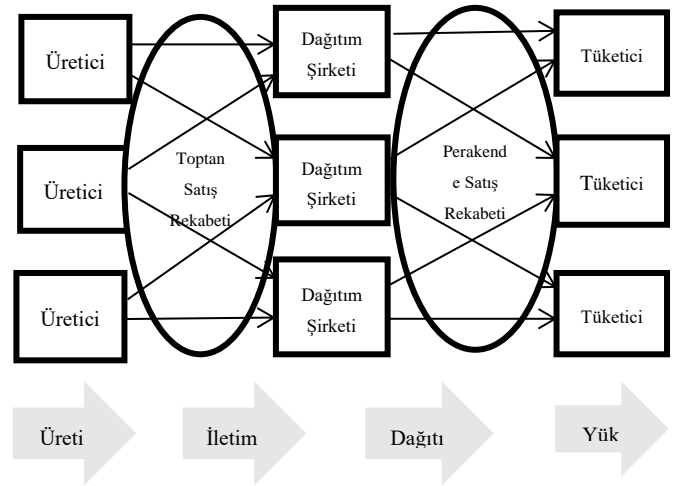 Üretici
Dağıtım
Şirketi
Tüketici
Üretici
Toptan
Satış
Rekabeti
Dağıtım
Şirketi
Perakend
e Satış
Rekabeti
Tüketici
Üretici
Dağıtım
Şirketi
Tüketici
Üreti
İletim
Dağıtı
Yük